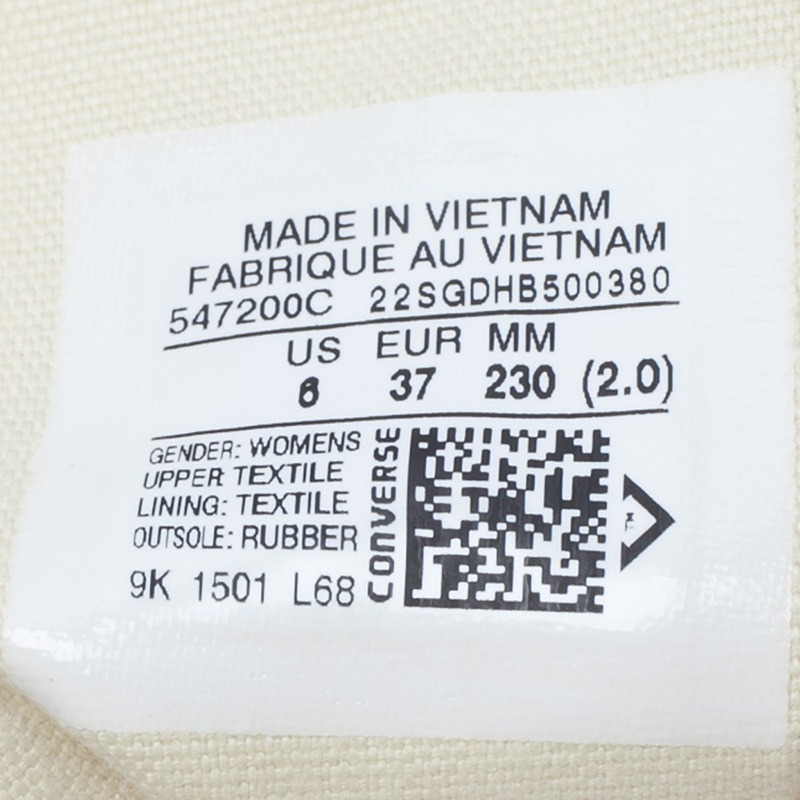 MADE IN VIETNAM
FABRIQUE AU VIETNAM
547200C 22SGDHB500380
US EUR MM
6 37 230 (2.0)
GENDER: WOMENS
UPPER TEXTILE
LINING: TEXTILE
OUTSOLE: RUBBER
9K 1501 L68
CONVERSE